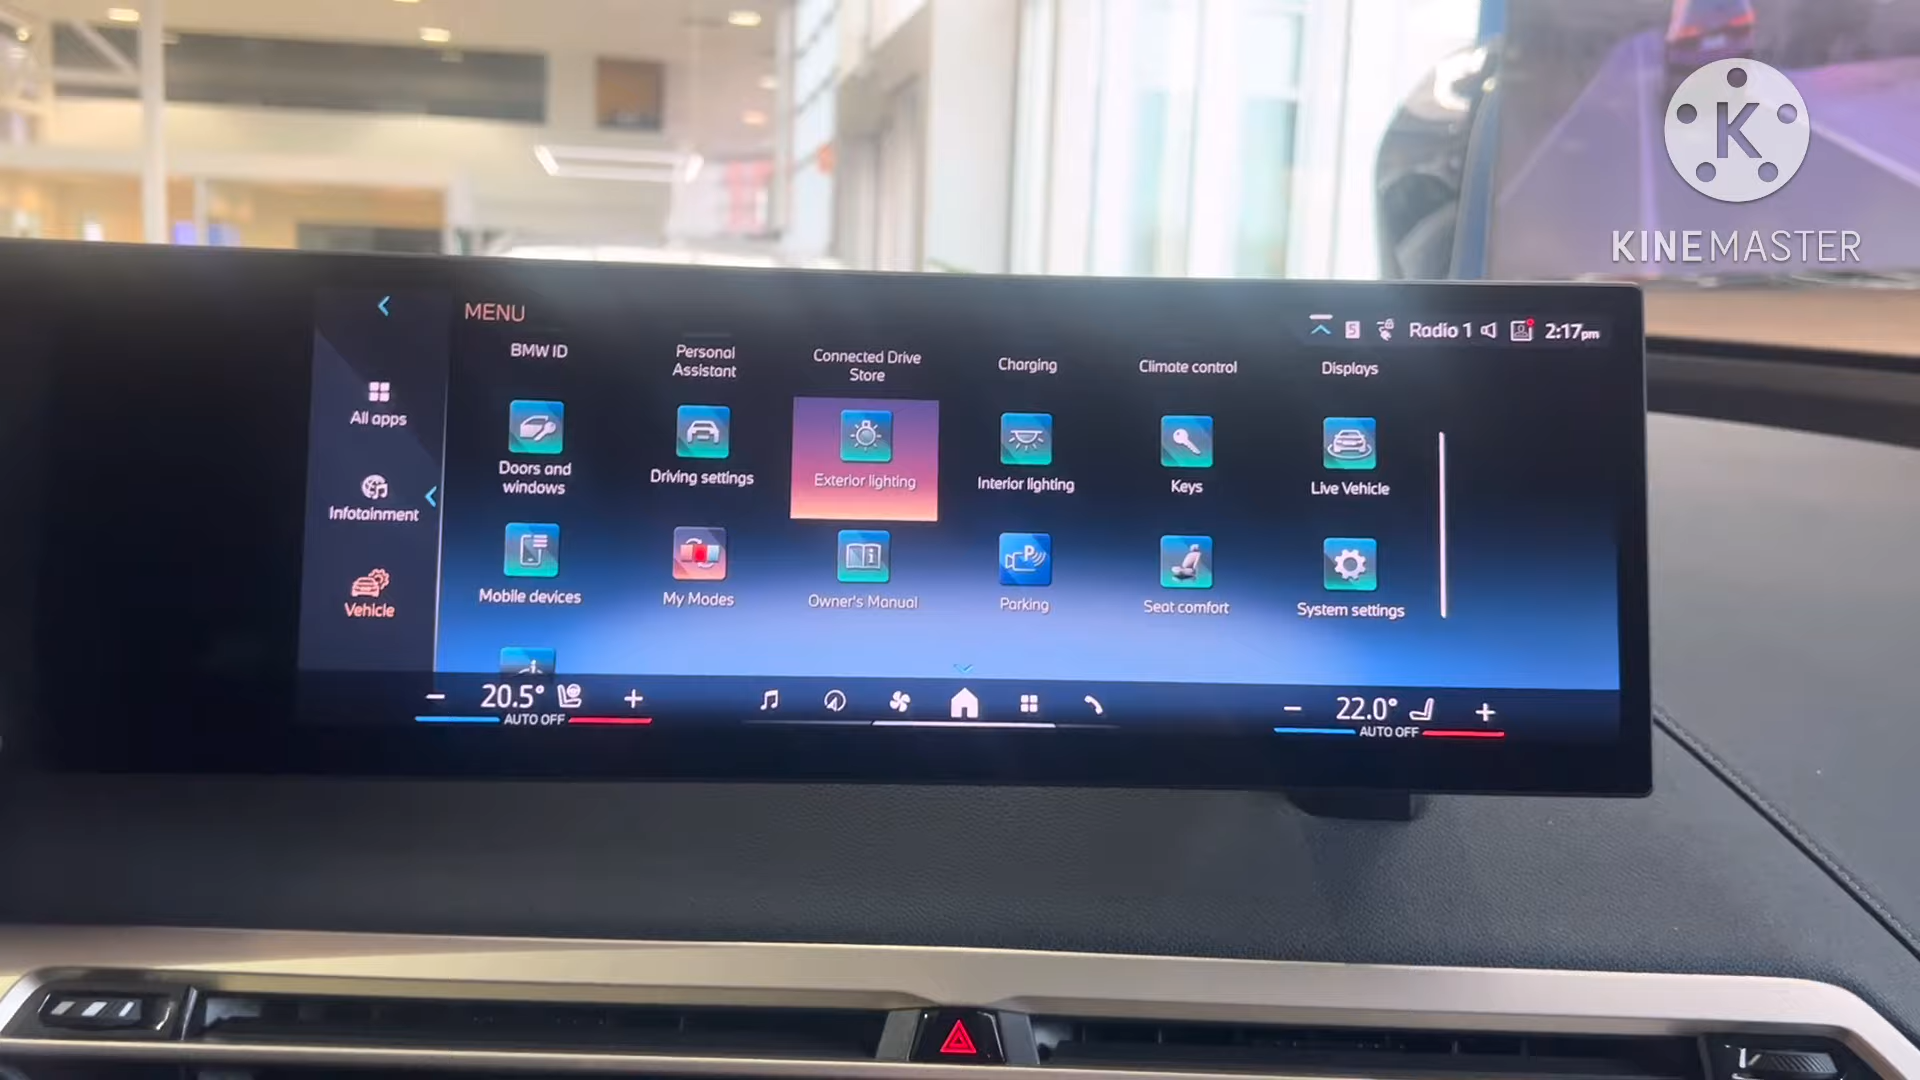 K
KINEMASTER
MENU
S
Radio 1
2:17pm
BMW ID
Personal
Assistant
Connected Drive
Store
Charging
Climate control
Displays
All apps
Infotainment
Vehicle
Doors and
windows
Driving settings
Exterior lighting
Interior lighting
Keys
Live Vehicle
Mobile devices
My Modes
Owner's Manual
P
Parking
Seat comfort
System settings
- 20.5° +
AUTO OFF
- 22.0° +
AUTO OFF